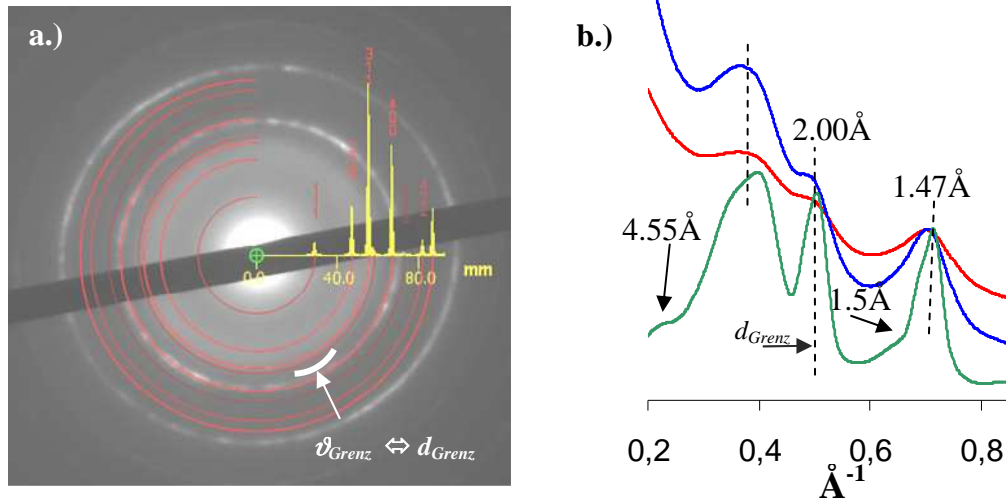 a.)
0.0
40.0
80.0
mm
ϑGrenz ⇔ dGrenz
b.)
2.00Å
1.47Å
4.55Å
1.5Å
dGrenz
0,2
0,4
0,6
0,8
Å-1